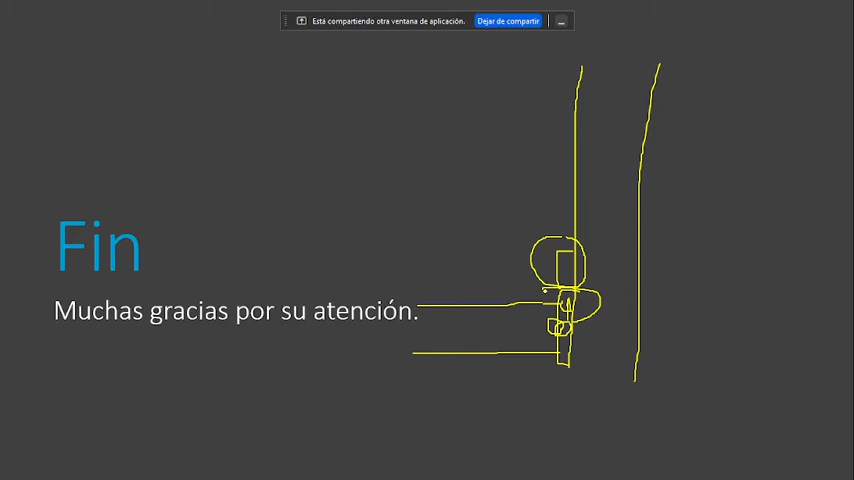 Está compartiendo otra ventana de aplicación. Dejar de compartir
Fin
Muchas gracias por su atención.